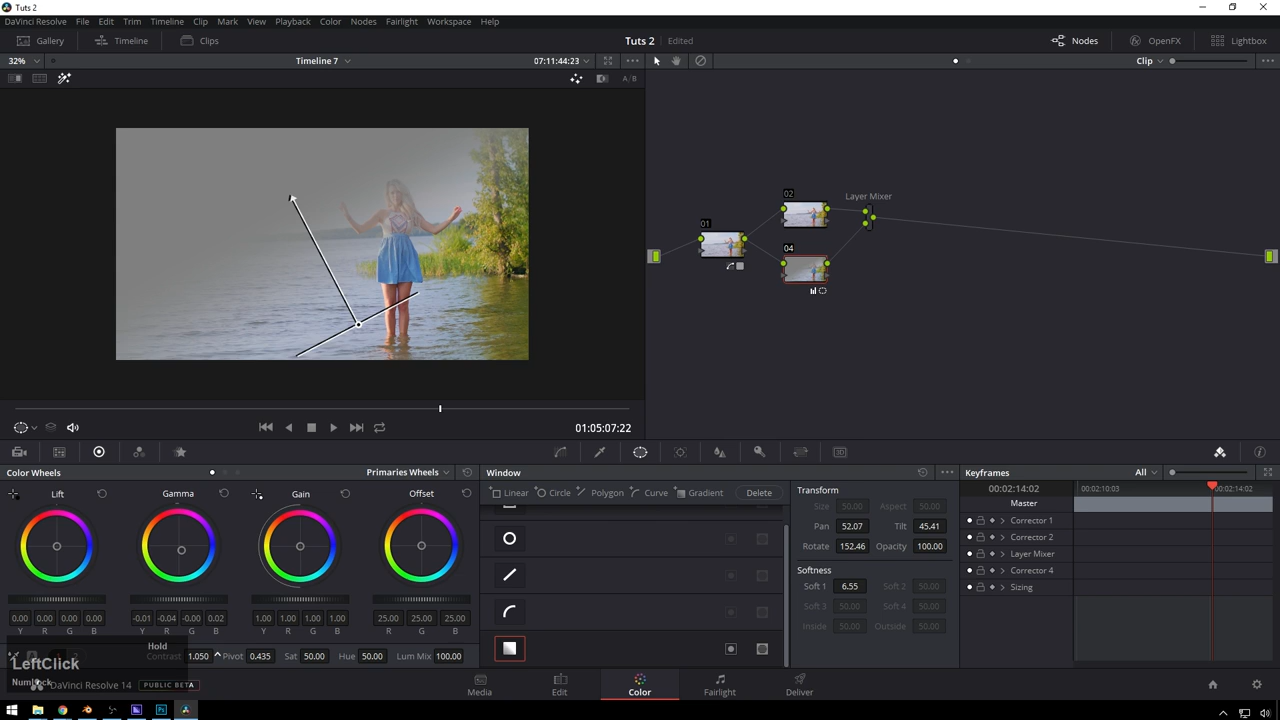 Tuts 2
DaVinci Resolve File Edit Trim Timeline Clip Mark View Playback Color Nodes Fairlight Workspace Help
Gallery Timeline Clips Tuts 2 Edited Nodes OpenFX Lightbox
32% Timeline 7 07:11:44:23 Clip
A/B
02
Layer Mixer
01
04
01:05:07:22
Color Wheels Primaries Wheels Window Keyframes All
Lift Gamma Gain Offset
Linear Circle Polygon Curve Gradient Delete
Transform
00:02:14:02 00:02:10:03 00:02:14:02
Master
Size 50.00 Aspect 50.00
Corrector 1
Pan 52.07 Tilt 45.41
Corrector 2
Rotate 152.46 Opacity 100.00
Layer Mixer
Softness
Corrector 4
Soft 1 6.55 Soft 2 50.00
Sizing
Soft 3 50.00 Soft 4 50.00
Inside 50.00 Outside 50.00
0.00 0.00 0.00 0.00 -0.01 -0.04 -0.00 0.02 1.00 1.00 1.00 1.00 25.00 25.00 25.00
Y R G B Y R G B Y R G B R G B
Hold
Contrast 1.050 Pivot 0.435 Sat 50.00 Hue 50.00 Lum Mix 100.00
LeftClick
DaVinci Resolve 14 PUBLIC BETA
Media Edit Color Fairlight Deliver